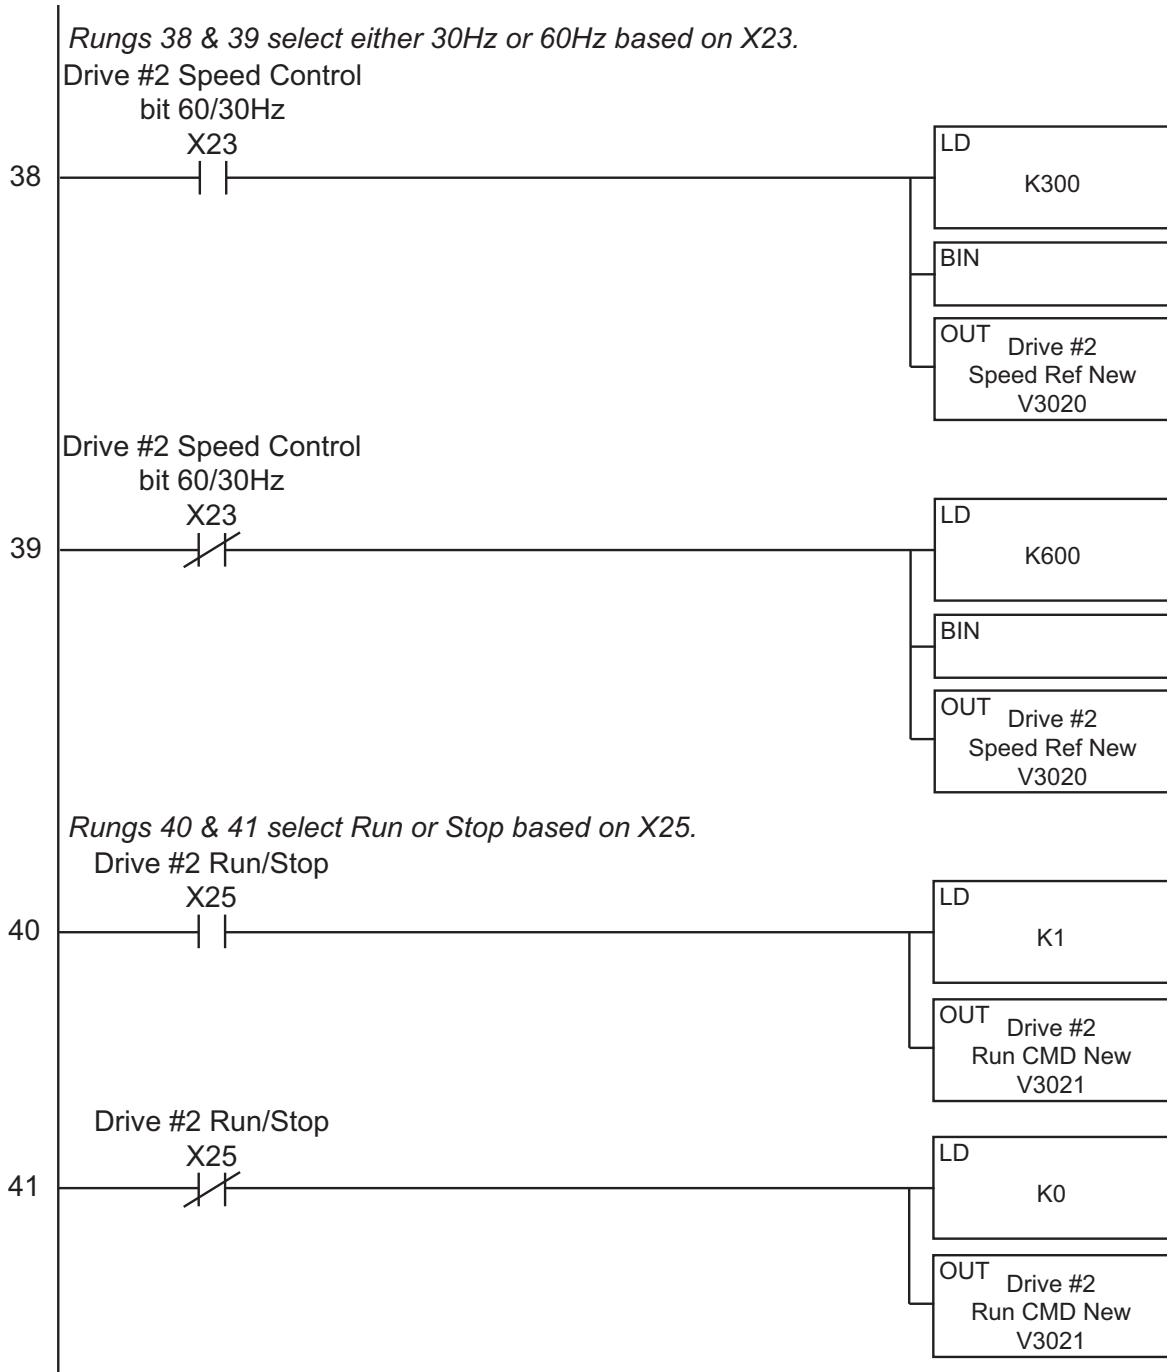 Rungs 38 & 39 select either 30Hz or 60Hz based on X23.
Drive #2 Speed Control
bit 60/30Hz
X23
38
LD
K300
BIN
OUT
Drive #2
Speed Ref New
V3020
Drive #2 Speed Control
bit 60/30Hz
X23
39
LD
K600
BIN
OUT
Drive #2
Speed Ref New
V3020
Rungs 40 & 41 select Run or Stop based on X25.
Drive #2 Run/Stop
X25
40
LD
K1
OUT
Drive #2
Run CMD New
V3021
Drive #2 Run/Stop
X25
41
LD
K0
OUT
Drive #2
Run CMD New
V3021